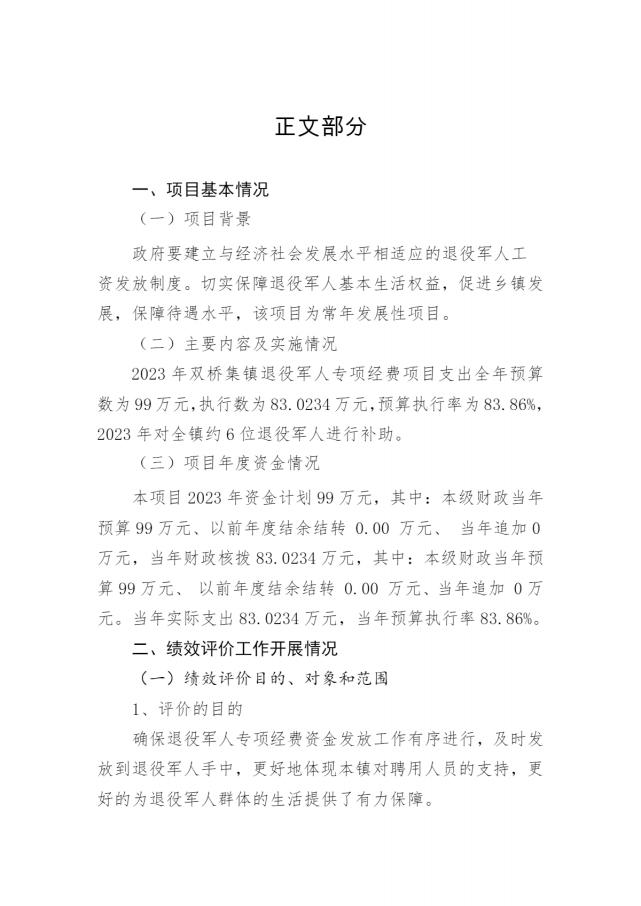 正文部分
一、项目基本情况
（一）项目背景
政府要建立与经济社会发展水平相适应的退役军人工
资发放制度。切实保障退役军人基本生活权益，促进乡镇发
展，保障待遇水平，该项目为常年发展性项目。
（二）主要内容及实施情况
2023 年双桥集镇退役军人专项经费项目支出全年预算
数为 99 万元，执行数为 83.0234 万元，预算执行率为 83.86%，
2023 年对全镇约 6 位退役军人进行补助。
（三）项目年度资金情况
本项目 2023 年资金计划 99 万元，其中：本级财政当年
预算 99 万元、以前年度结余结转 0.00 万元、 当年追加 0
万元，当年财政核拨 83.0234 万元，其中：本级财政当年预
算 99 万元、 以前年度结余结转 0.00 万元、当年追加 0 万
元。当年实际支出 83.0234 万元，当年预算执行率 83.86%。
二、绩效评价工作开展情况
（一）绩效评价目的、对象和范围
1、评价的目的
确保退役军人专项经费资金发放工作有序进行，及时发
放到退役军人手中，更好地体现本镇对聘用人员的支持，更
好的为退役军人群体的生活提供了有力保障。